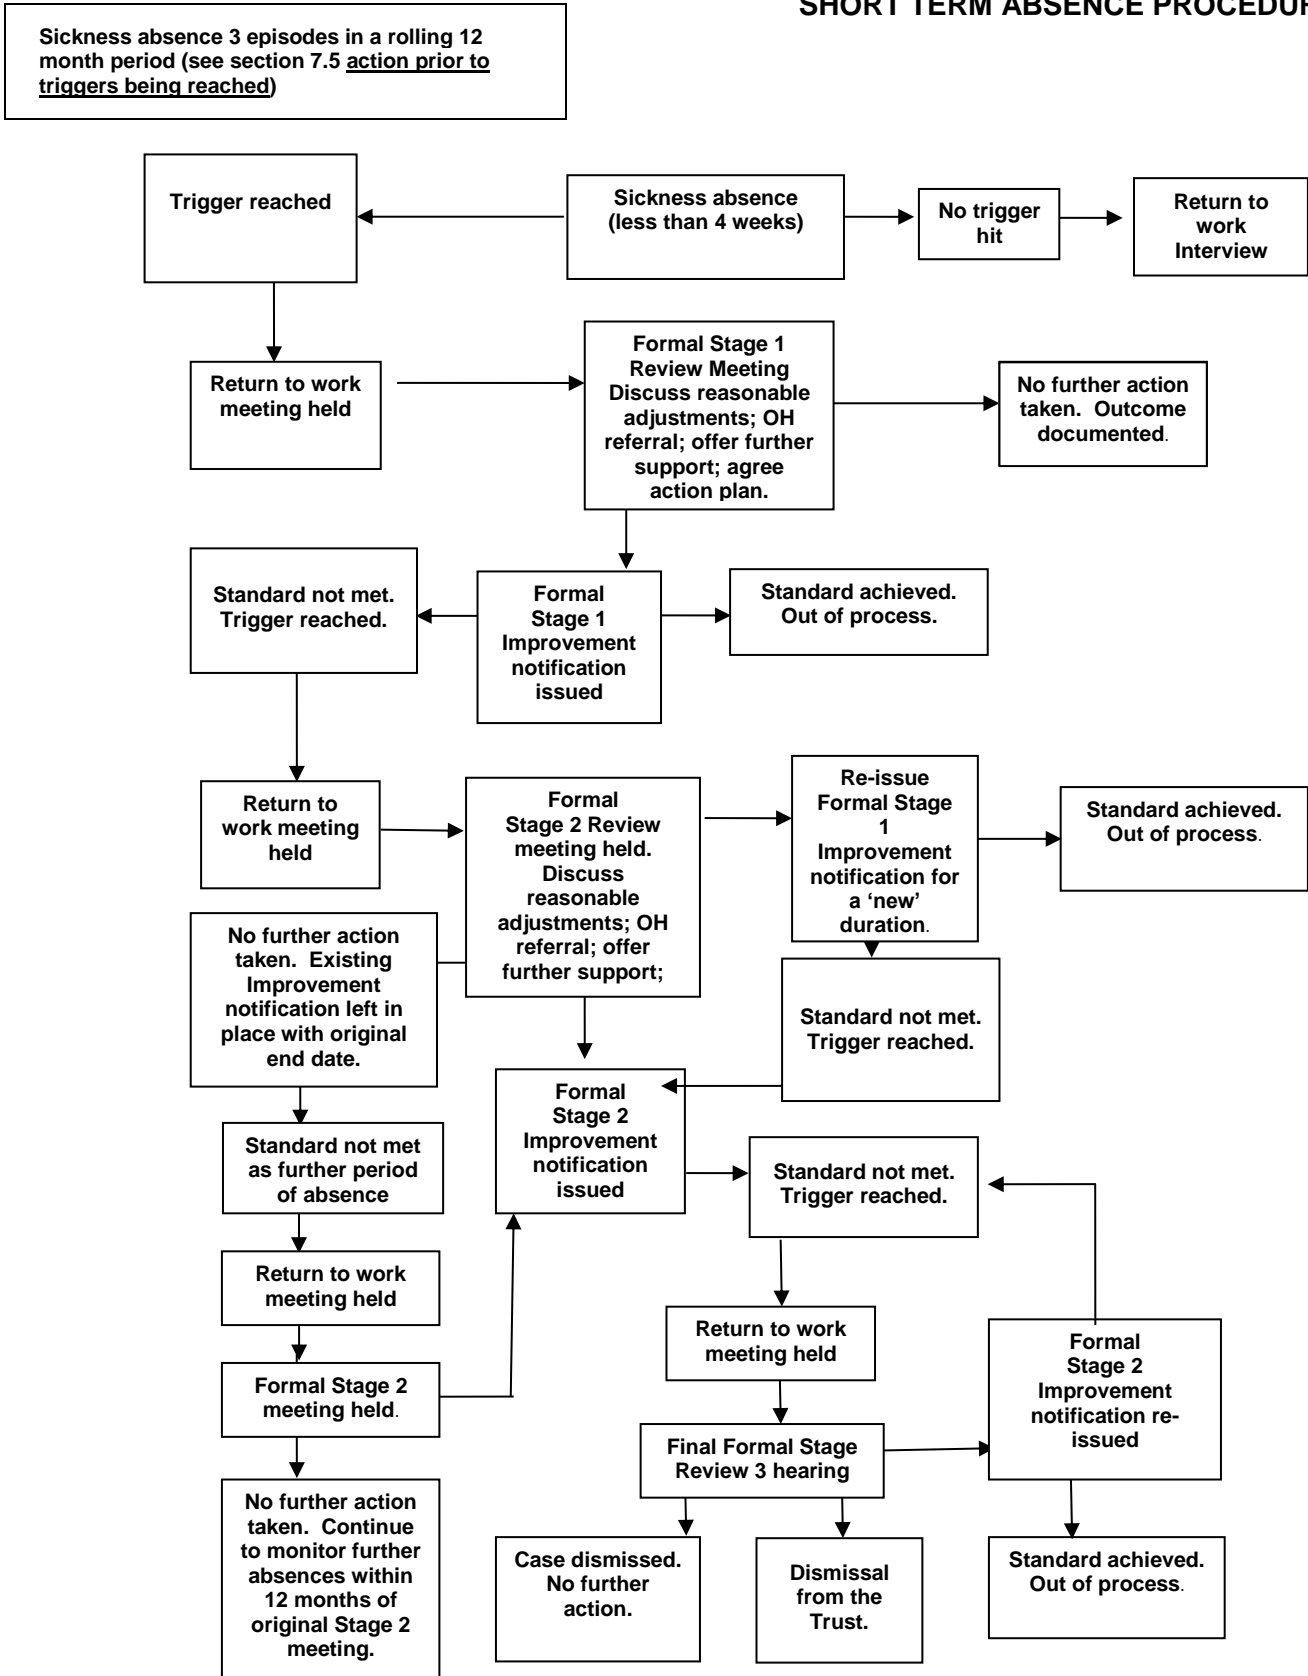 SHORT TERM ABSENCE PROCEDUR
Sickness absence 3 episodes in a rolling 12
month period (see section 7.5 action prior to
triggers being reached)
Trigger reached
Sickness absence
(less than 4 weeks)
No trigger
hit
Return to
work
Interview
Return to work
meeting held
Formal Stage 1
Review Meeting
Discuss reasonable
adjustments; OH
referral; offer further
support; agree
action plan.
No further action
taken.  Outcome
documented.
Standard not met.
Trigger reached.
Formal
Stage 1
Improvement
notification
issued
Standard achieved.
Out of process.
Return to
work meeting
held
Formal
Stage 2 Review
meeting held.
Discuss
reasonable
adjustments; OH
referral; offer
further support;
Re-issue
Formal Stage
1
Improvement
notification for
a ‘new’
duration.
Standard achieved.
Out of process.
No further action
taken.  Existing
Improvement
notification left in
place with original
end date.
Standard not met.
Trigger reached.
Formal
Stage 2
Improvement
notification
issued
Standard not met
as further period
of absence
Standard not met.
Trigger reached.
Return to work
meeting held
Return to work
meeting held
Formal
Stage 2
Improvement
notification re-
issued
Formal Stage 2
meeting held.
Final Formal Stage
Review 3 hearing
No further action
taken.  Continue
to monitor further
absences within
12 months of
original Stage 2
meeting.
Case dismissed.
No further
action.
Dismissal
from the
Trust.
Standard achieved.
Out of process.